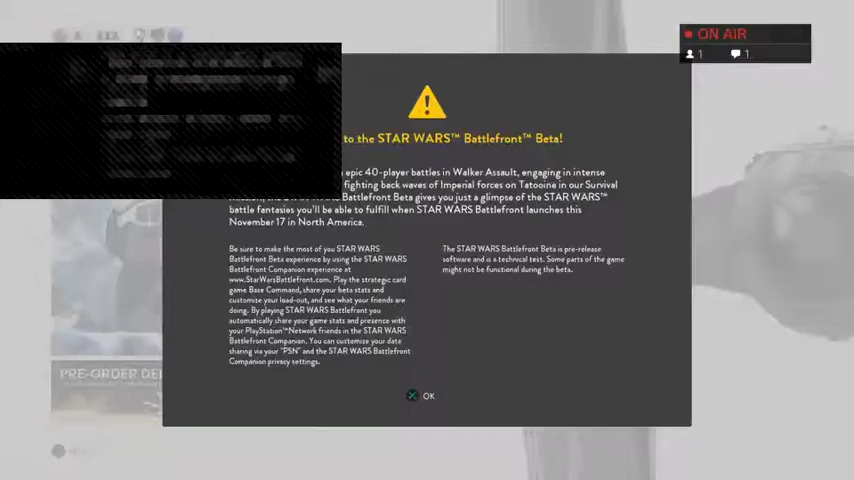 ON AIR
1 1
to the STAR WARS™ Battlefront™ Beta!
epic 40-player battles in Walker Assault, engaging in intense
fighting back waves of Imperial forces on Tatooine in our Survival
Battlefront Beta gives you just a glimpse of the STAR WARS™
battle fantasies you'll be able to fulfill when STAR WARS Battlefront launches this
November 17 in North America.
Be sure to make the most of you STAR WARS
Battlefront Beta experience by using the STAR WARS
Battlefront Companion experience at
www.StarWarsBattlefront.com. Play the strategic card
game Base Command, share your beta stats and
customize your load-out, and see what your friends are
doing. By playing STAR WARS Battlefront you
automatically share your game stats and presence with
your PlayStation™Network friends in the STAR WARS
Battlefront Companion. You can customize your data
sharing via your "PSN" and the STAR WARS Battlefront
Companion privacy settings.
The STAR WARS Battlefront Beta is pre-release
software and is a technical test. Some parts of the game
might not be functional during the beta.
PRE-ORDER DEL
OK